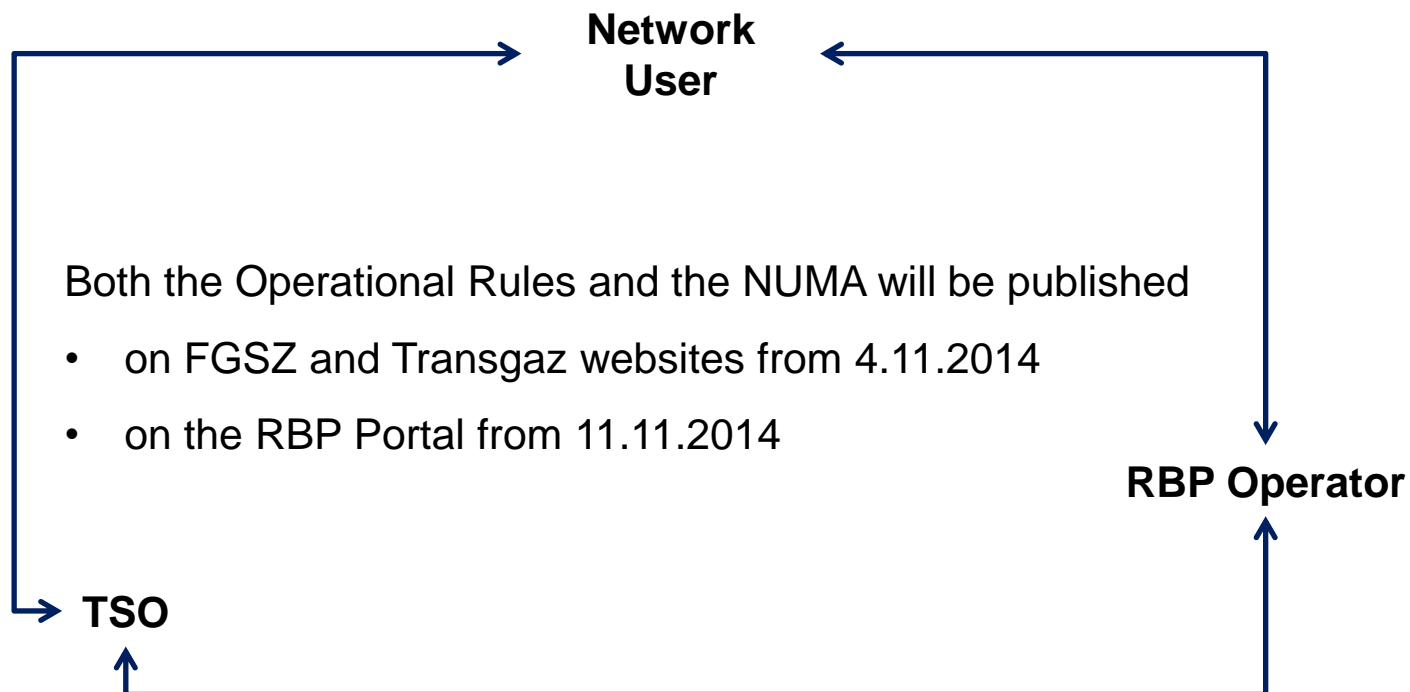 Network
User
Both the Operational Rules and the NUMA will be published
• on FGSZ and Transgaz websites from 4.11.2014
• on the RBP Portal from 11.11.2014
RBP Operator
TSO